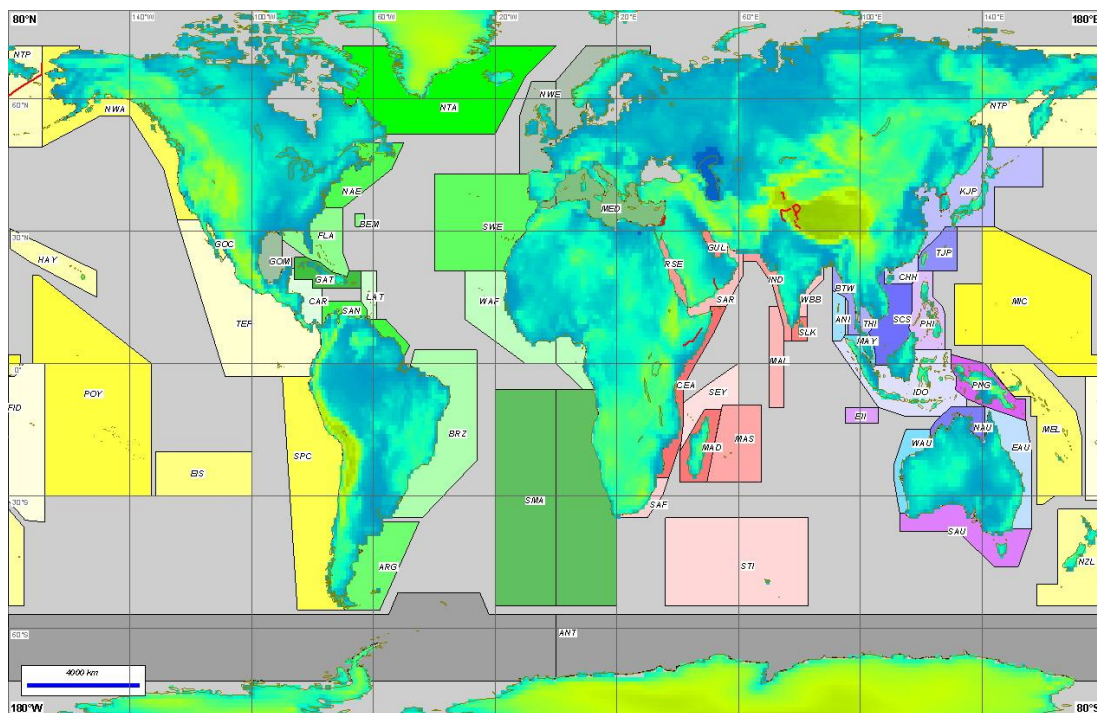 80°N
140°W
100°W
60°W
20°W
20°E
60°E
100°E
140°E
180°E
NTP
60°N
NWA
NTA
NWE
NTP
NAE
KJP
BEM
MED
SWE
30°N
FLA
GOC
GUL
TJP
HAY
GOM
RSE
GAT
IND
CHH
BTW
CAR
LAT
WAF
SAR
WBB
MIC
SAN
ANI
THI
SCS
PHI
TEP
SLK
MAY
MAL
0°N
CEA
POY
SEY
IDO
PNG
FID
EII
BRZ
MEL
NAU
MAD
MAS
WAU
EAU
SPC
EIS
30°S
SMA
SAF
SAU
ARG
STI
NZL
60°S
ANT
4000 km
180°W
80°S